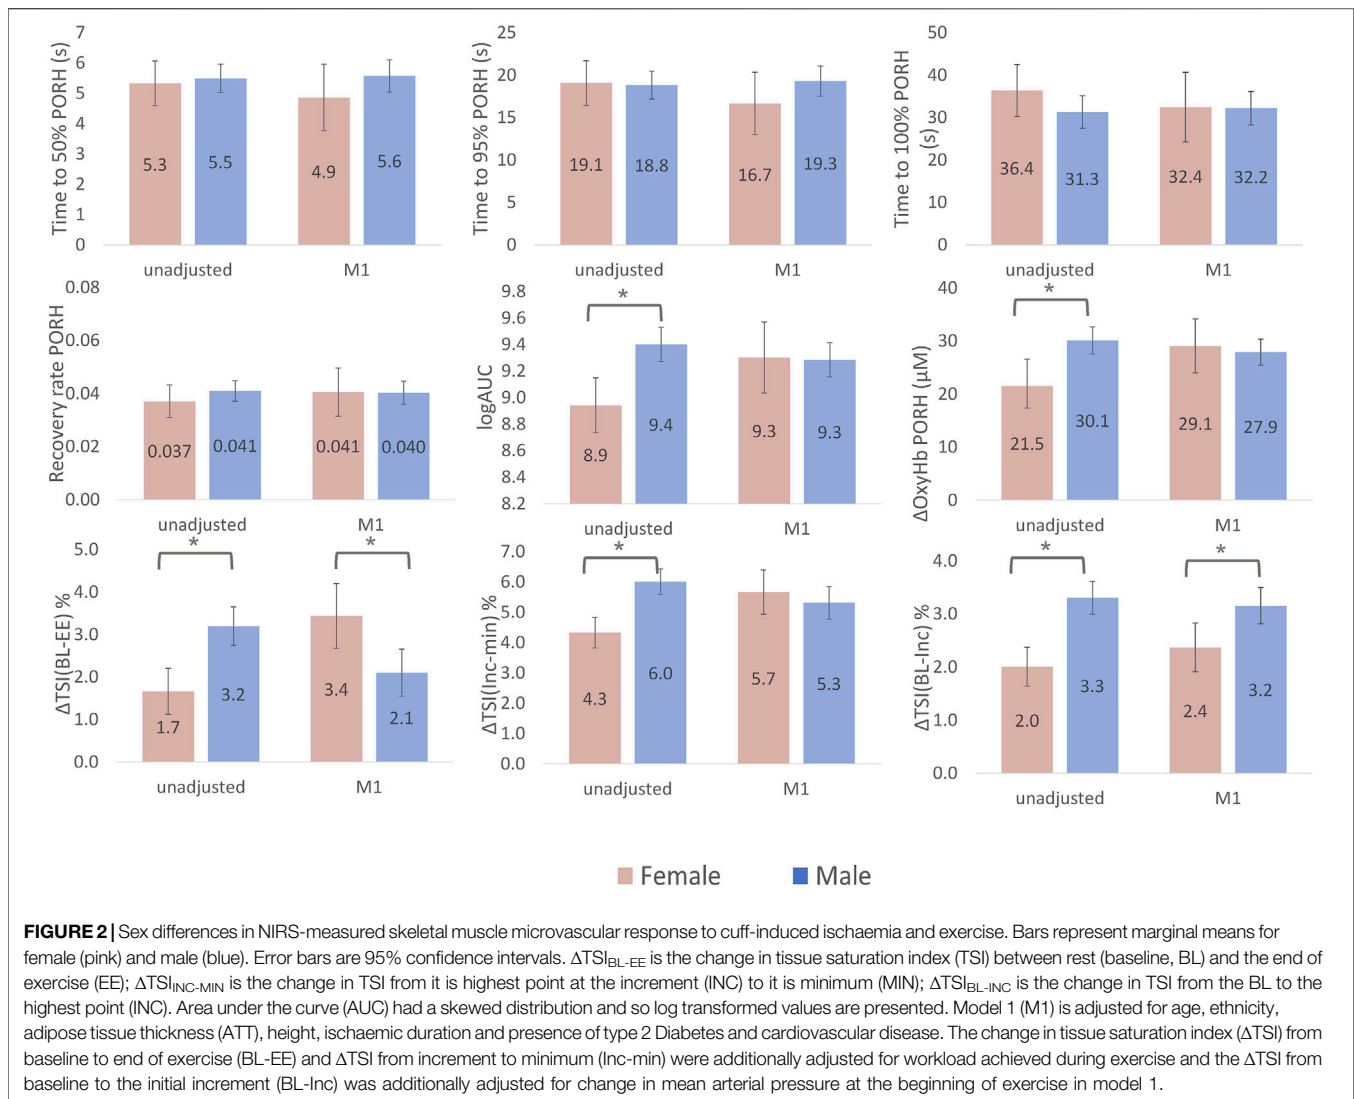 Time to 50% PORH (s)
7
6
5
4
3
2
1
0
5.3
5.5
4.9
5.6
unadjusted
M1
Time to 95% PORH (s)
25
20
15
10
5
0
19.1
18.8
16.7
19.3
unadjusted
M1
Time to 100% PORH
(s)
50
40
30
20
10
0
36.4
31.3
32.4
32.2
unadjusted
M1
Recovery rate PORH
0.08
0.06
0.04
0.02
0.00
0.037
0.041
0.041
0.040
unadjusted
M1
logAUC
9.8
9.6
9.4
9.2
9.0
8.8
8.6
8.4
8.2
*
8.9
9.4
9.3
9.3
unadjusted
M1
ΔOxyHb PORH (μM)
40
30
20
10
0
*
21.5
30.1
29.1
27.9
unadjusted
M1
ΔTSI(BL-EE) %
5.0
4.0
3.0
2.0
1.0
0.0
*
*
1.7
3.2
3.4
2.1
unadjusted
M1
ΔTSI(Inc-min) %
7.0
6.0
5.0
4.0
3.0
2.0
1.0
0.0
*
4.3
6.0
5.7
5.3
unadjusted
M1
ΔTSI(BL-Inc) %
4.0
3.0
2.0
1.0
0.0
*
*
2.0
3.3
2.4
3.2
unadjusted
M1
Female Male
FIGURE 2 | Sex differences in NIRS-measured skeletal muscle microvascular response to cuff-induced ischaemia and exercise. Bars represent marginal means for
female (pink) and male (blue). Error bars are 95% confidence intervals. ΔTSIBL-EE is the change in tissue saturation index (TSI) between rest (baseline, BL) and the end of
exercise (EE); ΔTSIINC-MIN is the change in TSI from it is highest point at the increment (INC) to it is minimum (MIN); ΔTSIBL-INC is the change in TSI from the BL to the
highest point (INC). Area under the curve (AUC) had a skewed distribution and so log transformed values are presented. Model 1 (M1) is adjusted for age, ethnicity,
adipose tissue thickness (ATT), height, ischaemic duration and presence of type 2 Diabetes and cardiovascular disease. The change in tissue saturation index (ΔTSI) from
baseline to end of exercise (BL-EE) and ΔTSI from increment to minimum (Inc-min) were additionally adjusted for workload achieved during exercise and the ΔTSI from
baseline to the initial increment (BL-Inc) was additionally adjusted for change in mean arterial pressure at the beginning of exercise in model 1.